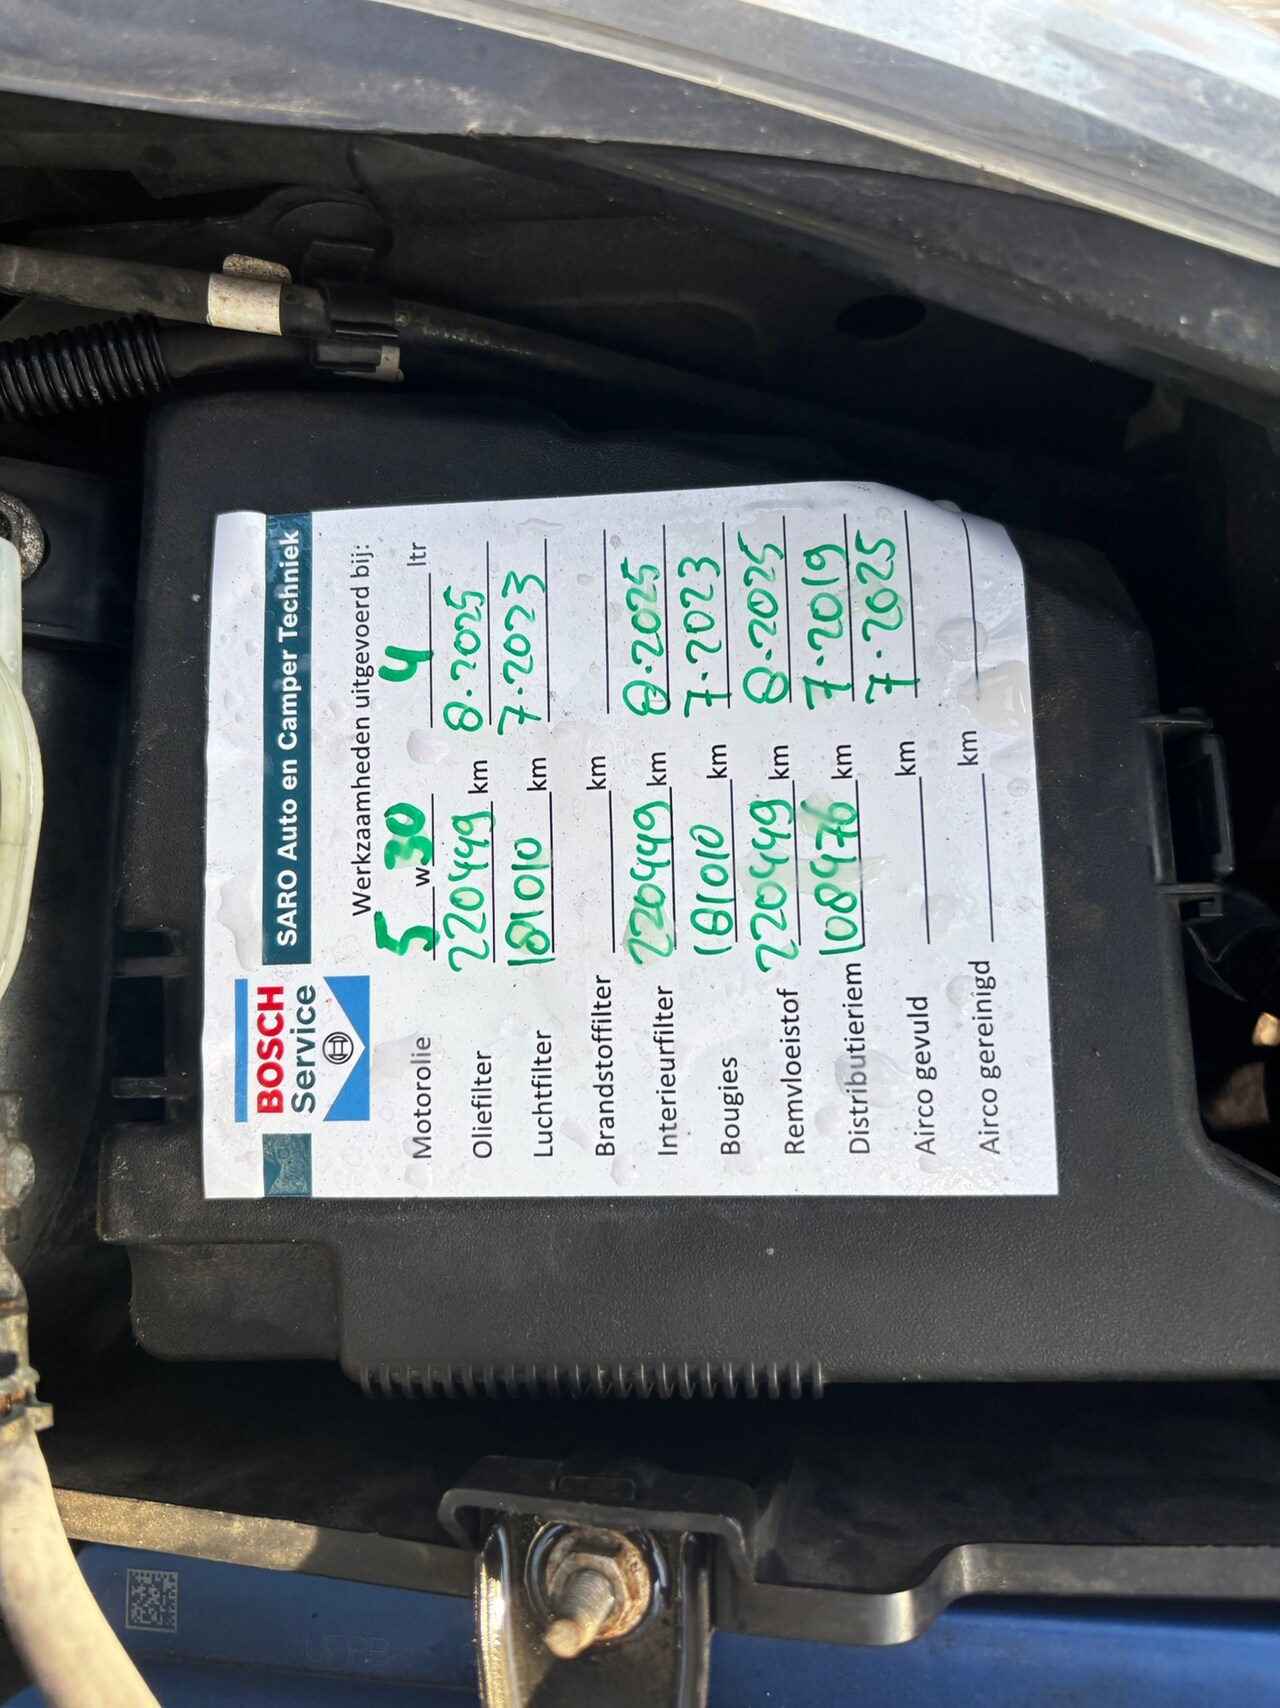 BOSCH
Service
SARO Auto en Camper Techniek
Werkzaamheden uitgevoerd bij:
Motorolie 5 w 30 4 ltr
Oliefilter 220449 km 8.2025
Luchtfilter 181010 km 7.2023
Brandstoffilter km
Interieurfilter 220449 km 8.2025
Bougies 181010 km 7.2023
Remvloeistof 220449 km 8.2025
Distributieriem 108476 km 7.2019
Airco gevuld km 7.2025
Airco gereinigd km